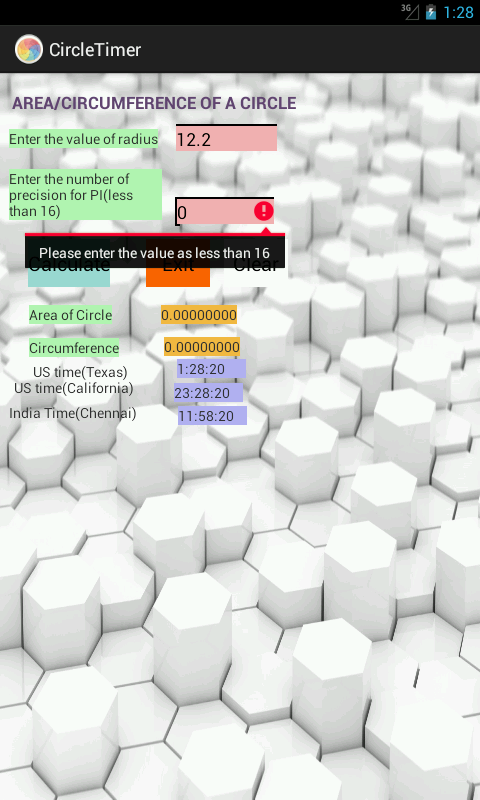 3G 1:28
CircleTimer
AREA/CIRCUMFERENCE OF A CIRCLE
Enter the value of radius 12.2
Enter the number of
precision for PI(less
than 16) 0
Please enter the value as less than 16
Calculate Exit Clear
Area of Circle 0.00000000
Circumference 0.00000000
US time(Texas) 1:28:20
US time(California) 23:28:20
India Time(Chennai) 11:58:20